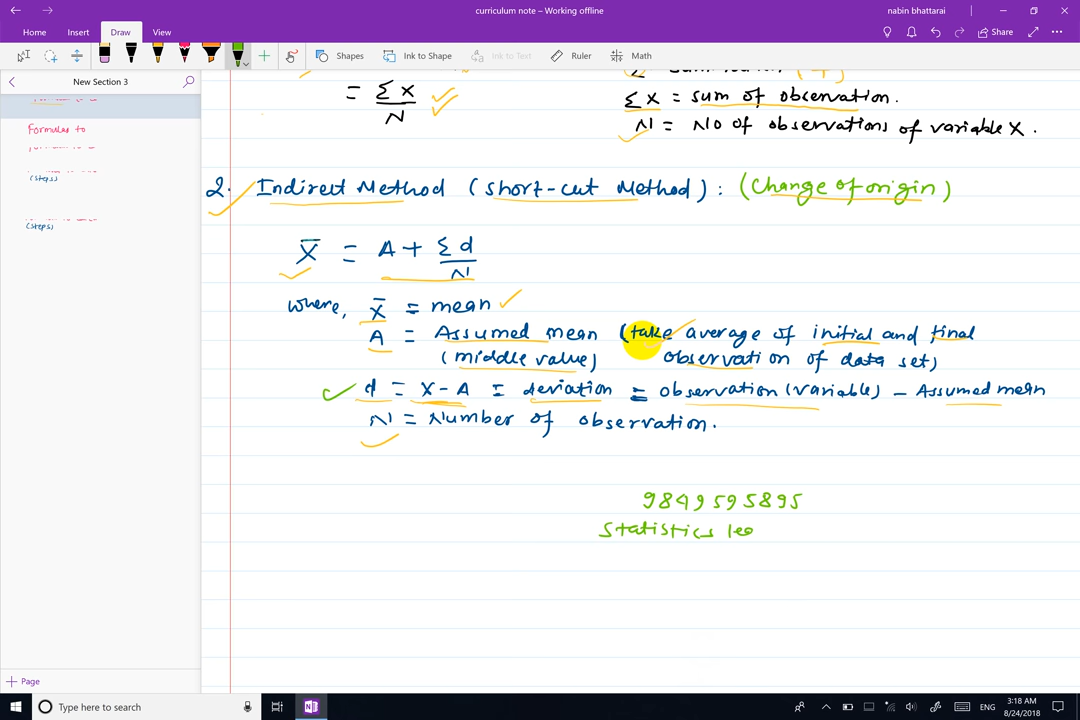 curriculum note – Working offline
nabin bhattarai
Home Insert Draw View
Share
Shapes Ink to Shape Ink to Text Ruler Math
New Section 3
Formulas to
(steps)
(steps)
= Σx/N
Σx = sum of observation.
N = No of observations of variable X.
2. Indirect Method (short-cut Method) : (Change of origin)
X̄ = A + Σd/N
where, X̄ = mean
A = Assumed mean (take average of initial and final
(middle value) observation of data set)
d = X – A = deviation = observation (variable) – Assumed mean
N = Number of observation.
9849595895
Statistics lee
+ Page
Type here to search
ENG
3:18 AM
8/24/2018